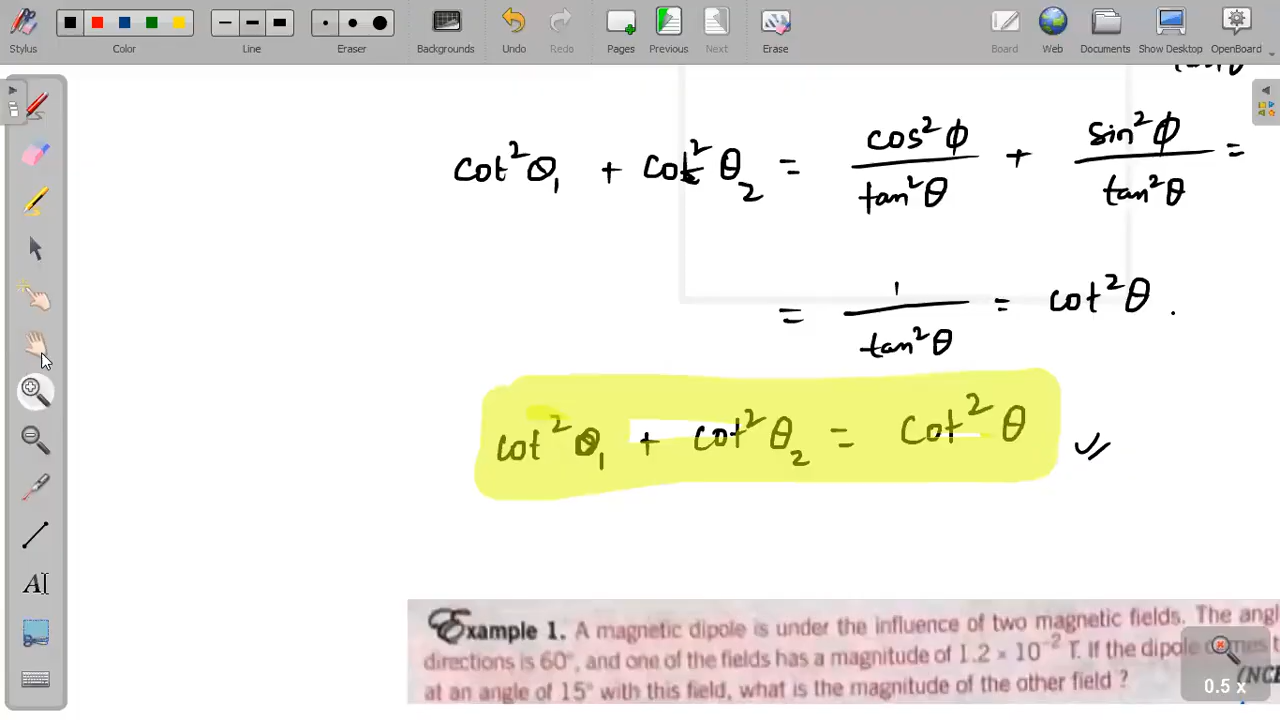 Stylus
Color
Line
Eraser
Backgrounds
Undo
Redo
Pages
Previous
Next
Erase
Board
Web
Documents
Show Desktop
OpenBoard
cot²θ₁ + cot²θ₂ = cos²ϕ/tan²θ + sin²ϕ/tan²θ =
= 1/tan²θ = cot²θ.
cot²θ₁ + cot²θ₂ = cot²θ
Example 1. A magnetic dipole is under the influence of two magnetic fields. The
directions is 60°, and one of the fields has a magnitude of 1.2 × 10⁻² T. If the dipole
at an angle of 15° with this field, what is the magnitude of the other field ?
AI
0.5 x